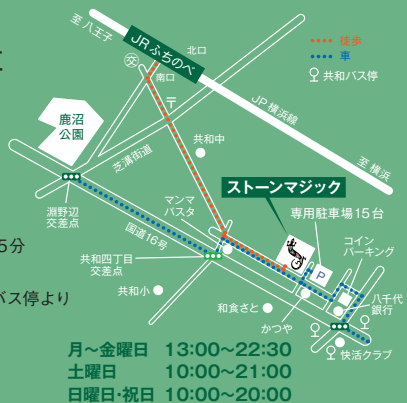 至 八王子
JRふちのべ
北口
南口
交
〒
徒歩
車
共和バス停
JP 横浜線
至 横浜
鹿沼
公園
芝溝街道
共和中
ストーンマジック
専用駐車場15台
マンマ
パスタ
淵野辺
交差点
国道16号
コイン
パーキング
P
5分
共和四丁目
交差点
八千代
銀行
共和小
和食さと
バス停より
かつや
快活クラブ
月〜金曜日 13:00〜22:30
土曜日 10:00〜21:00
日曜日・祝日 10:00〜20:00